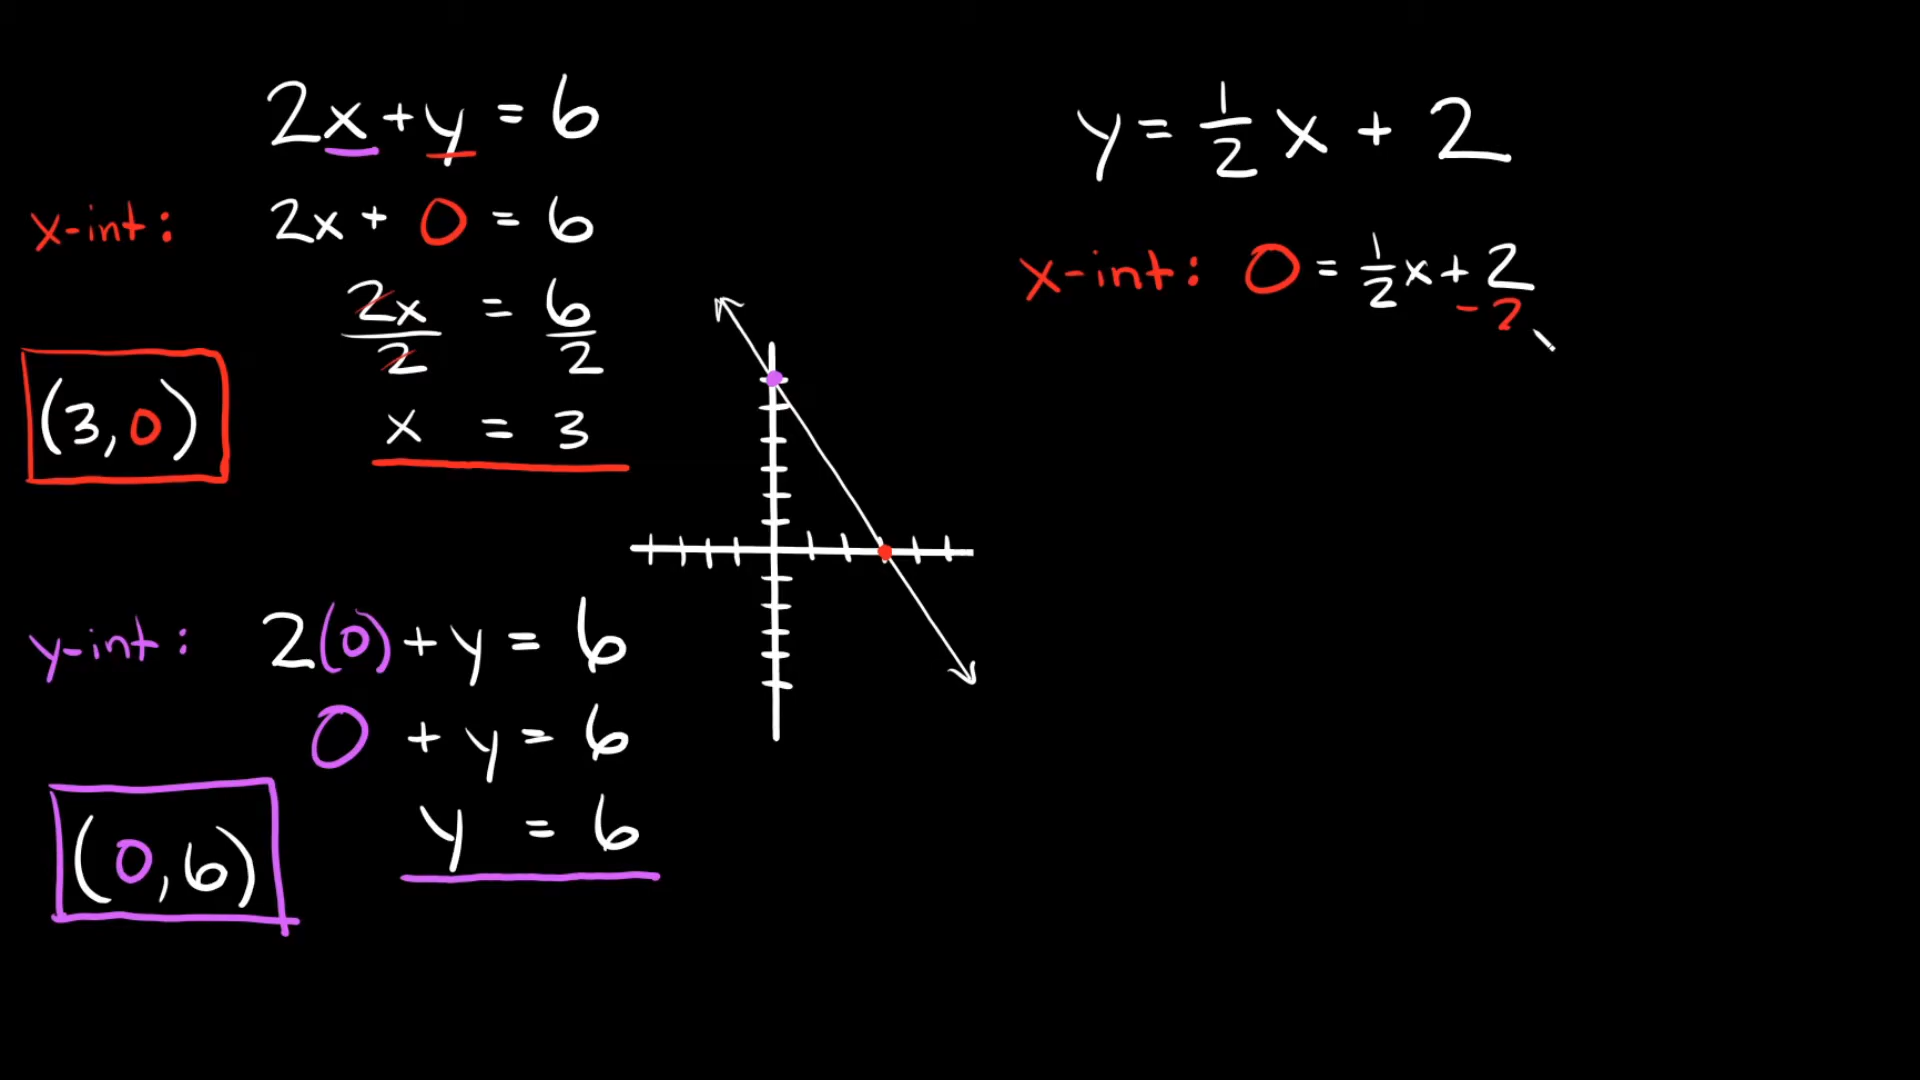 2x + y = 6
x-int: 2x + 0 = 6
2x/2 = 6/2
(3,0)
x = 3
y-int: 2(0) + y = 6
0 + y = 6
y = 6
(0,6)
y = 1/2 x + 2
x-int: 0 = 1/2 x + 2
-2